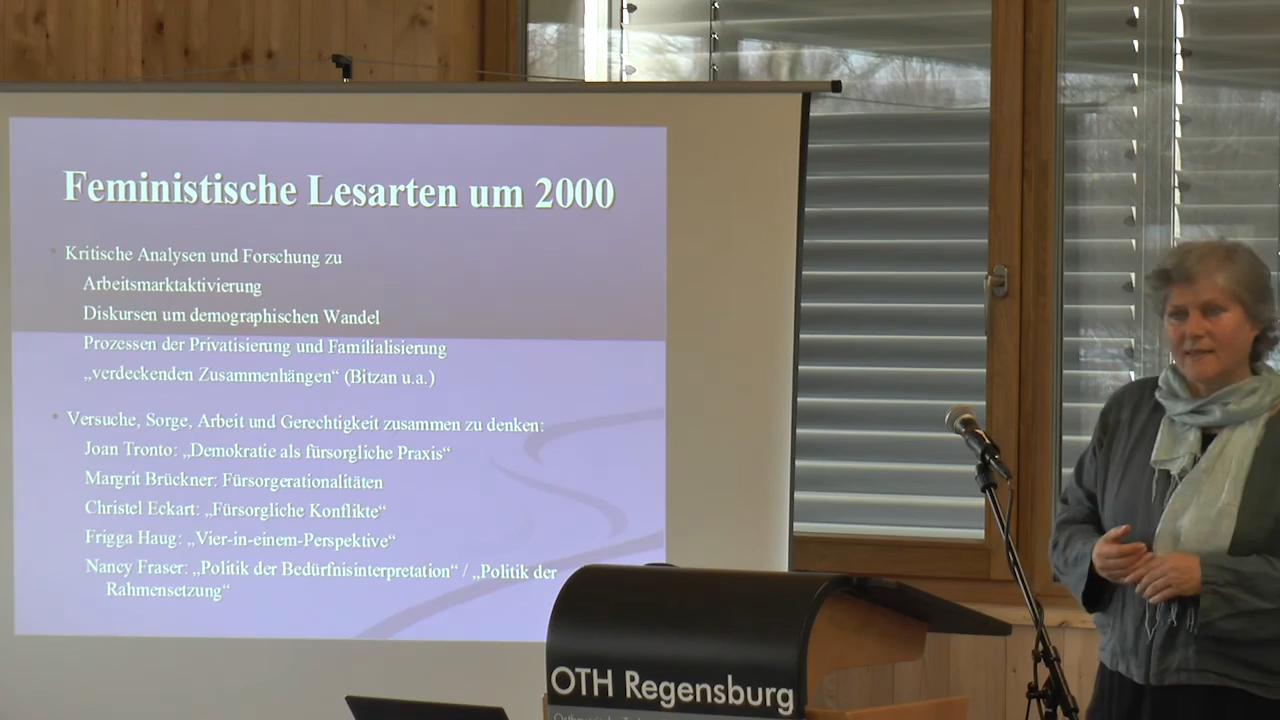 Feministische Lesarten um 2000
Kritische Analysen und Forschung zu
Arbeitsmarktaktivierung
Diskursen um demographischen Wandel
Prozessen der Privatisierung und Familialisierung
„verdeckenden Zusammenhängen“ (Bitzan u.a.)
Versuche, Sorge, Arbeit und Gerechtigkeit zusammen zu denken:
Joan Tronto: „Demokratie als fürsorgliche Praxis“
Margrit Brückner: Fürsorgerationalitäten
Christel Eckart: „Fürsorgliche Konflikte“
Frigga Haug: „Vier-in-einem-Perspektive“
Nancy Fraser: „Politik der Bedürfnisinterpretation“ / „Politik der
Rahmensetzung“
OTH Regensburg